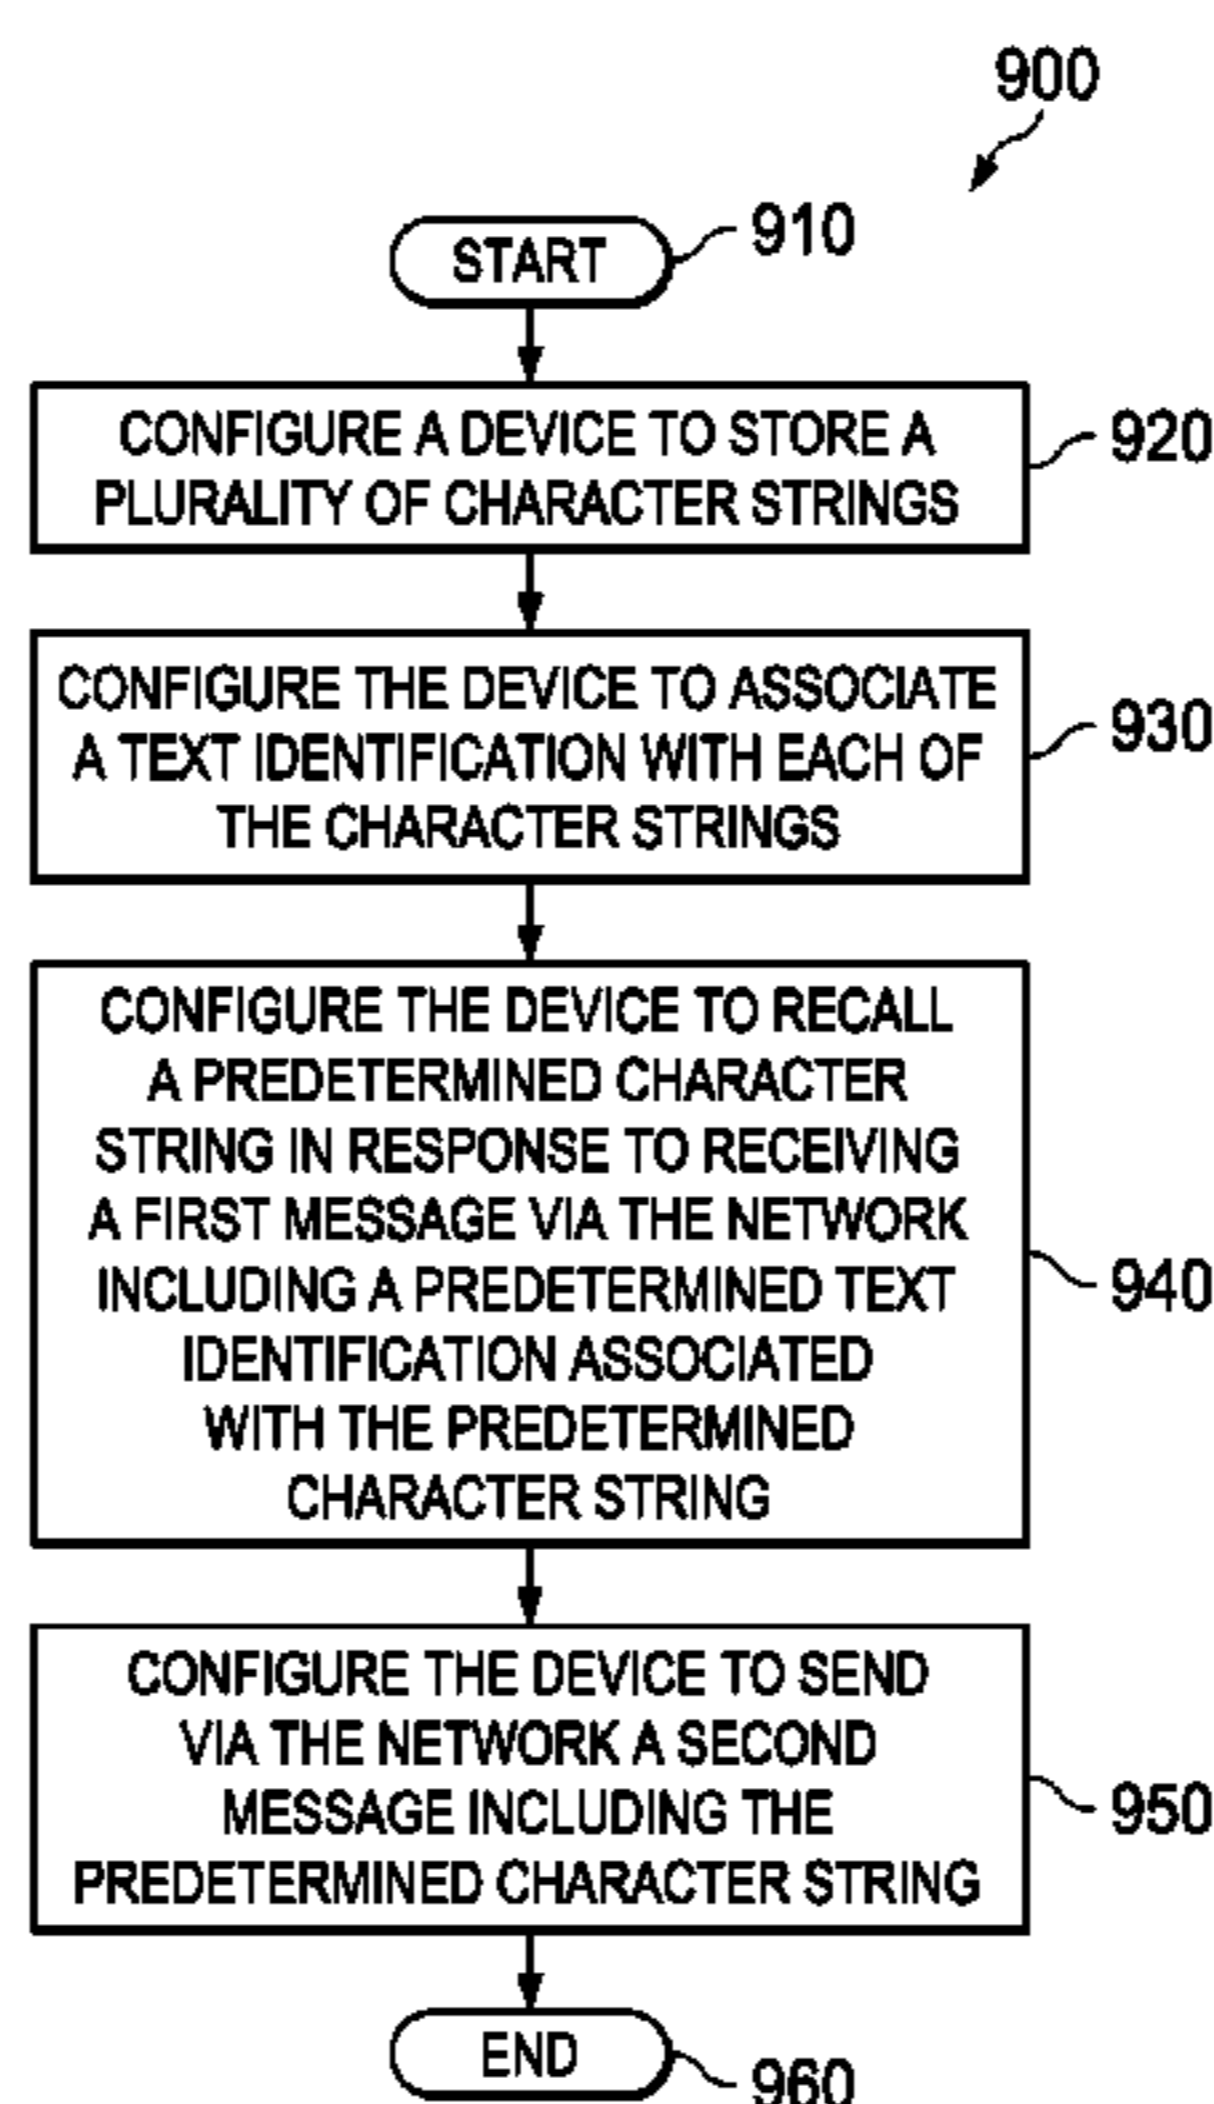 900
START
910
CONFIGURE A DEVICE TO STORE A
PLURALITY OF CHARACTER STRINGS
920
CONFIGURE THE DEVICE TO ASSOCIATE
A TEXT IDENTIFICATION WITH EACH OF
THE CHARACTER STRINGS
930
CONFIGURE THE DEVICE TO RECALL
A PREDETERMINED CHARACTER
STRING IN RESPONSE TO RECEIVING
A FIRST MESSAGE VIA THE NETWORK
INCLUDING A PREDETERMINED TEXT
IDENTIFICATION ASSOCIATED
WITH THE PREDETERMINED
CHARACTER STRING
940
CONFIGURE THE DEVICE TO SEND
VIA THE NETWORK A SECOND
MESSAGE INCLUDING THE
PREDETERMINED CHARACTER STRING
950
END
960